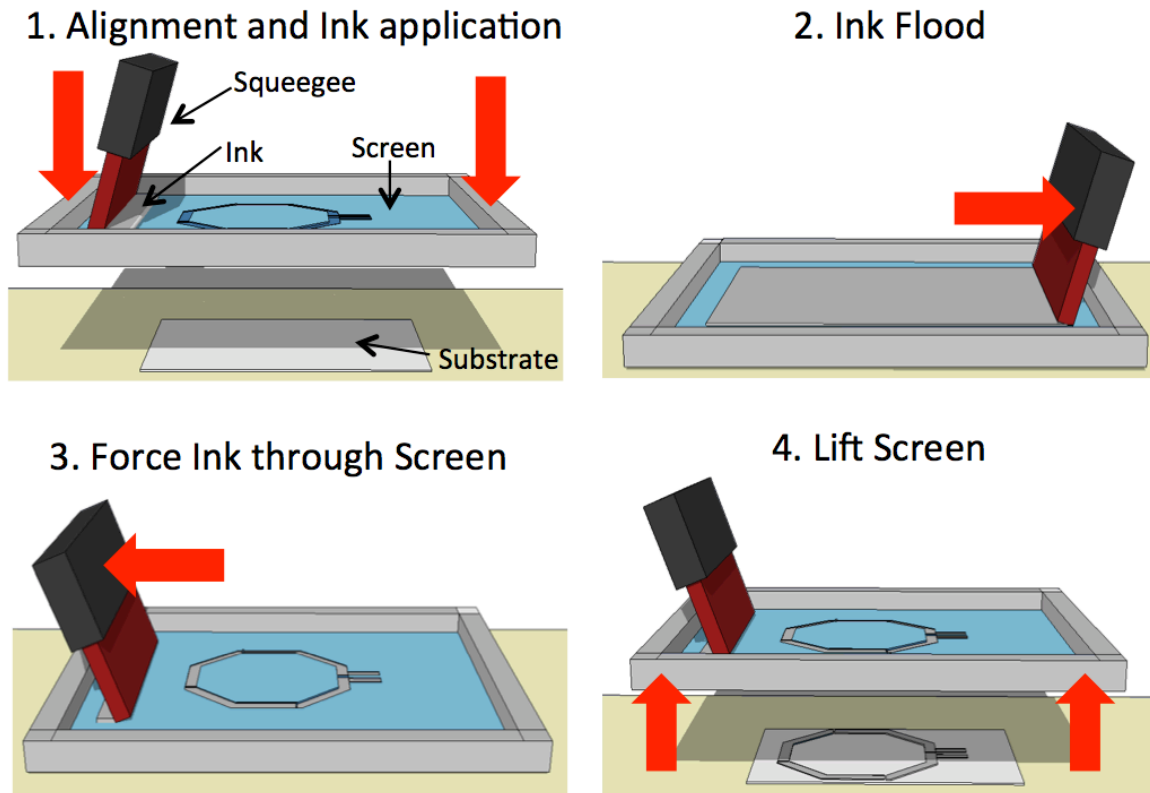 1. Alignment and Ink application
2. Ink Flood
Squeegee
Ink
Screen
Substrate
3. Force Ink through Screen
4. Lift Screen